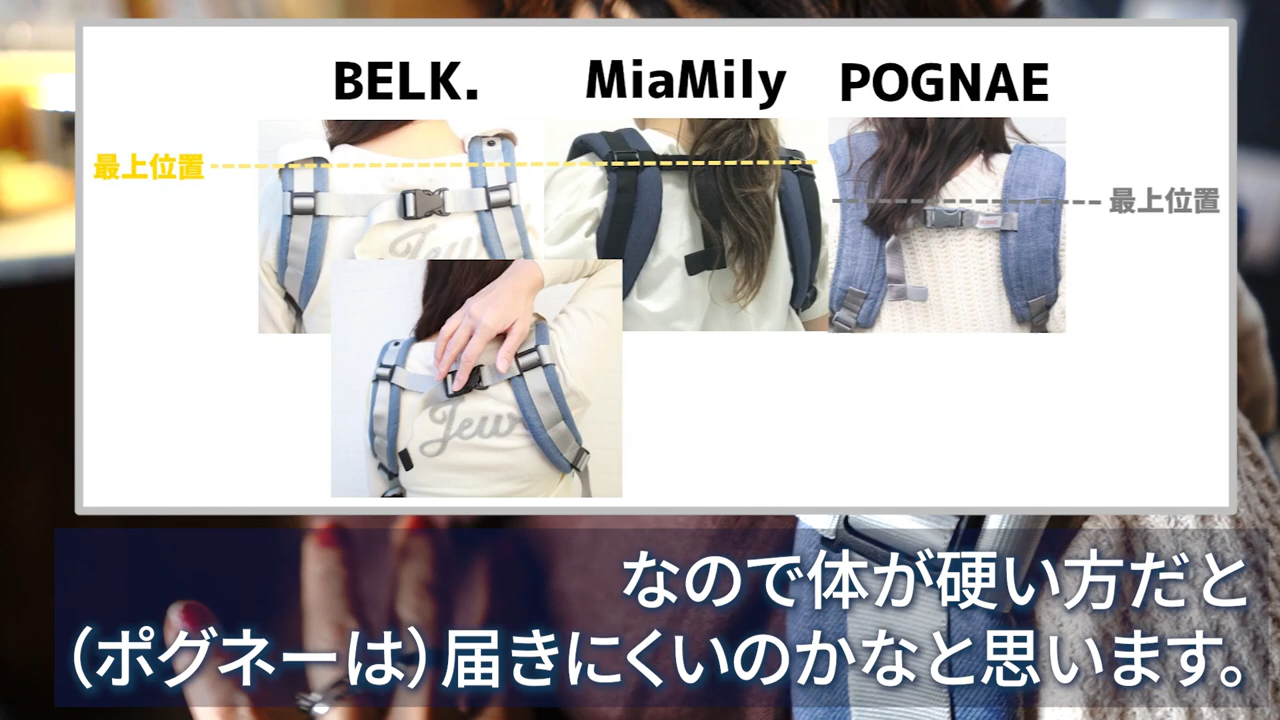 BELK. MiaMily POGNAE
最上位置
最上位置
なので体が硬い方だと
（ポグネーは）届きにくいのかなと思います。